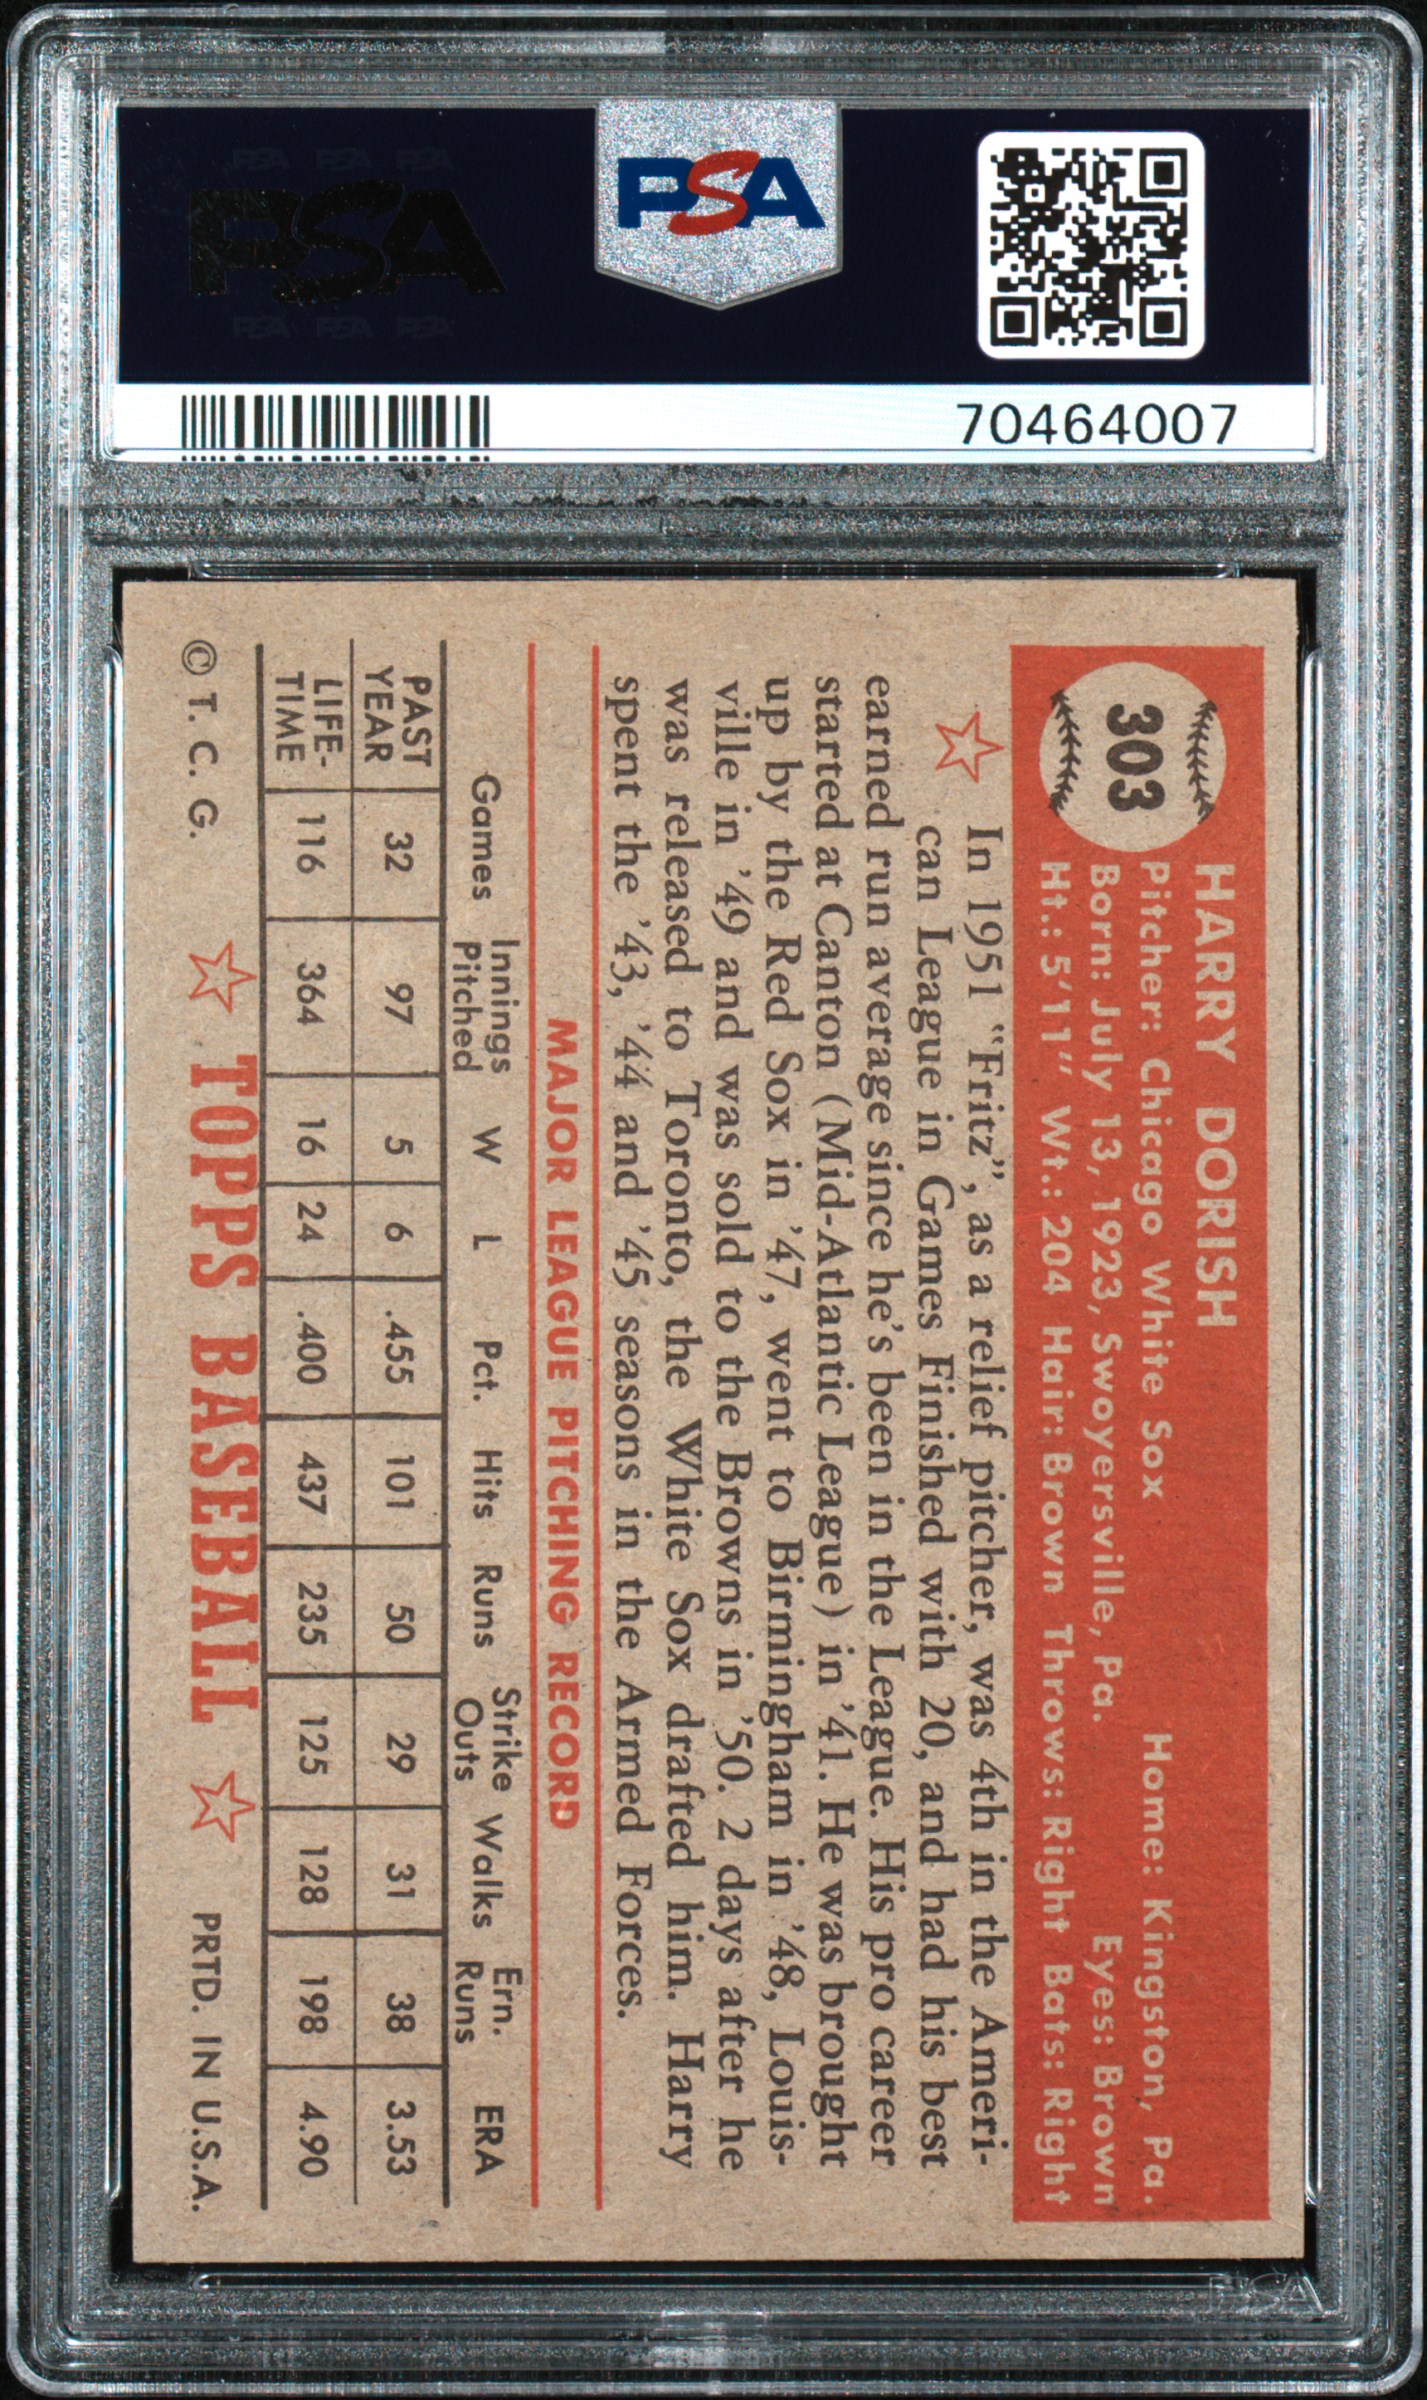 PSA
PSA PSA PSA
PSA
PSA PSA PSA
70464007
303
HARRY DORISH
Pitcher: Chicago White Sox Home: Kingston, Pa.
Born: July 13, 1923, Swoyersville, Pa. Eyes: Brown
Ht.: 5'11" Wt.: 204 Hair: Brown Throws: Right Bats: Right
In 1951 "Fritz", as a relief pitcher, was 4th in the Ameri-
can League in Games Finished with 20, and had his best
earned run average since he's been in the League. His pro career
started at Canton (Mid-Atlantic League) in '41. He was brought
up by the Red Sox in '47, went to Birmingham in '48, Louis-
ville in '49 and was sold to the Browns in '50. 2 days after he
was released to Toronto, the White Sox drafted him. Harry
spent the '43, '44 and '45 seasons in the Armed Forces.
MAJOR LEAGUE PITCHING RECORD
Games Innings Pitched W L Pct. Hits Runs Strike Outs Walks Ern. Runs ERA
PAST YEAR 32 97 5 6 .455 101 50 29 31 38 3.53
LIFE-TIME 116 364 16 24 .400 437 235 125 128 198 4.90
© T. C. G. TOPPS BASEBALL PRTD. IN U.S.A.
PSA